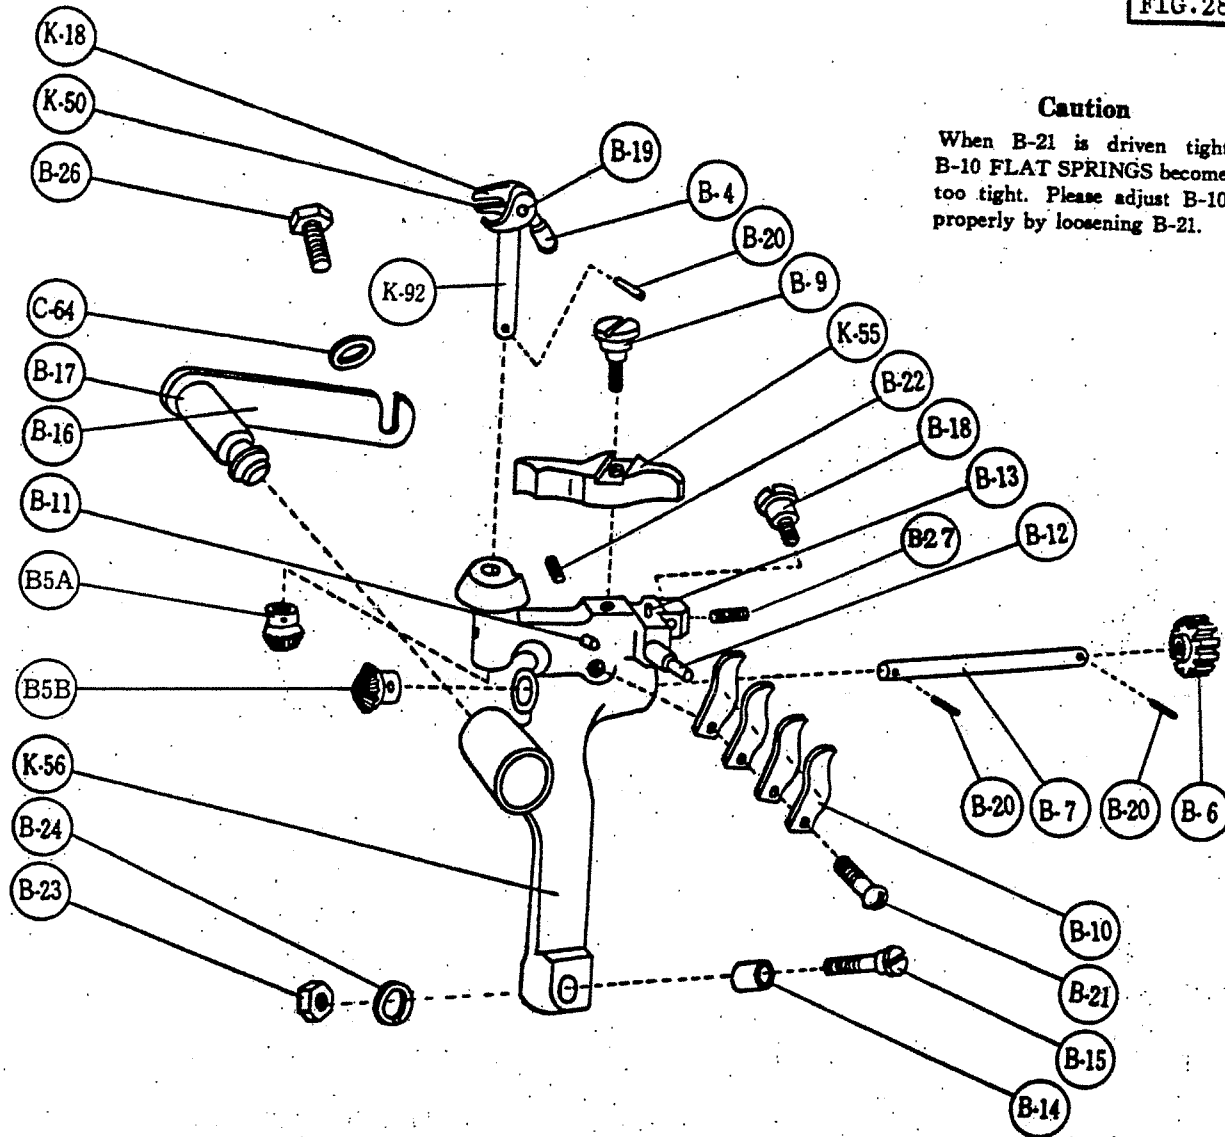 FIG.28
K-18
K-50
B-26
B-19
B-4
B-20
B-9
K-92
K-55
B-22
C-64
B-17
B-16
B-18
B-13
B-11
B27
B-12
B5A
B5B
K-56
B-24
B-23
B-20
B-7
B-20
B-6
B-10
B-21
B-15
B-14
Caution
When B-21 is driven tight
B-10 FLAT SPRINGS become
too tight. Please adjust B-10
properly by loosening B-21.